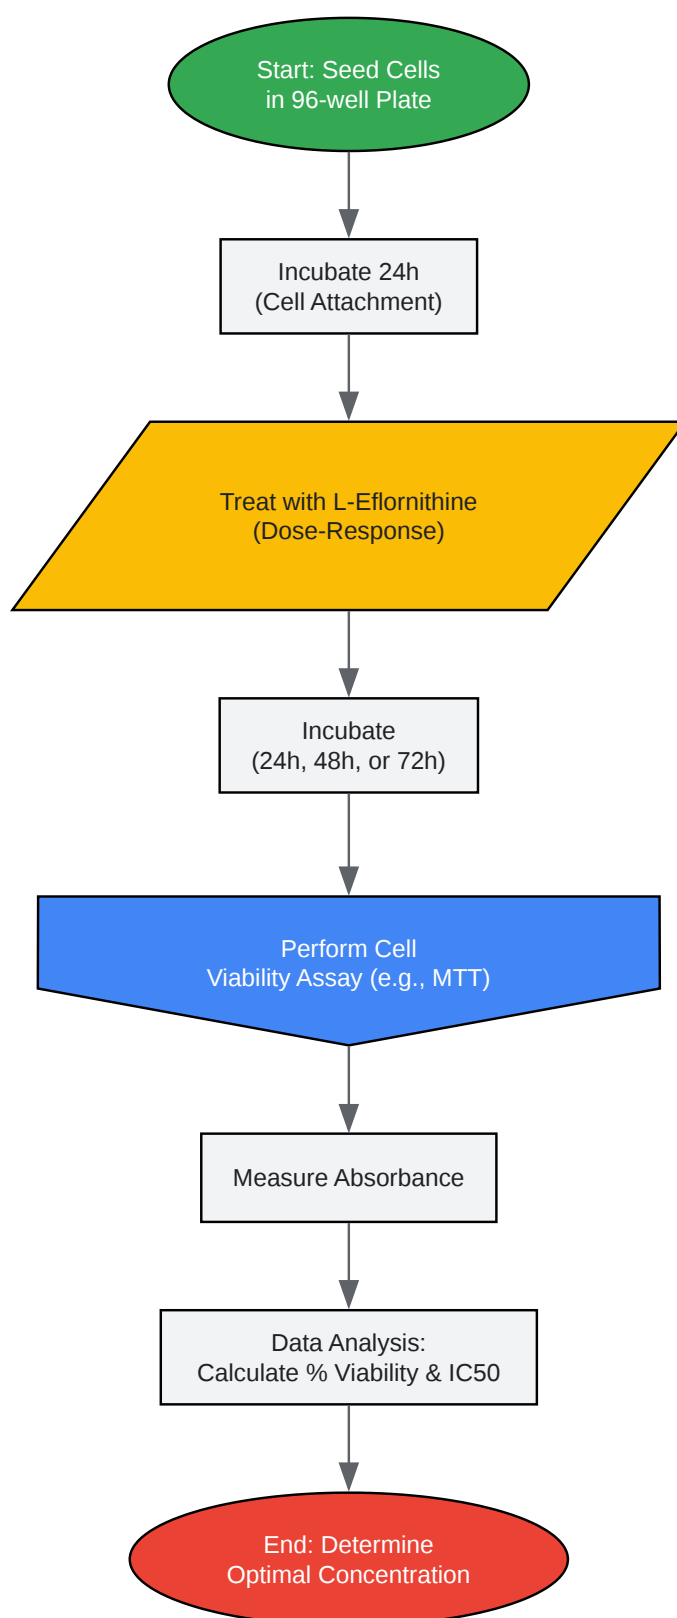 Start: Seed Cells
in 96-well Plate
Incubate 24h
(Cell Attachment)
Treat with L-Eflornithine
(Dose-Response)
Incubate
(24h, 48h, or 72h)
Perform Cell
Viability Assay (e.g., MTT)
Measure Absorbance
Data Analysis:
Calculate % Viability & IC50
End: Determine
Optimal Concentration